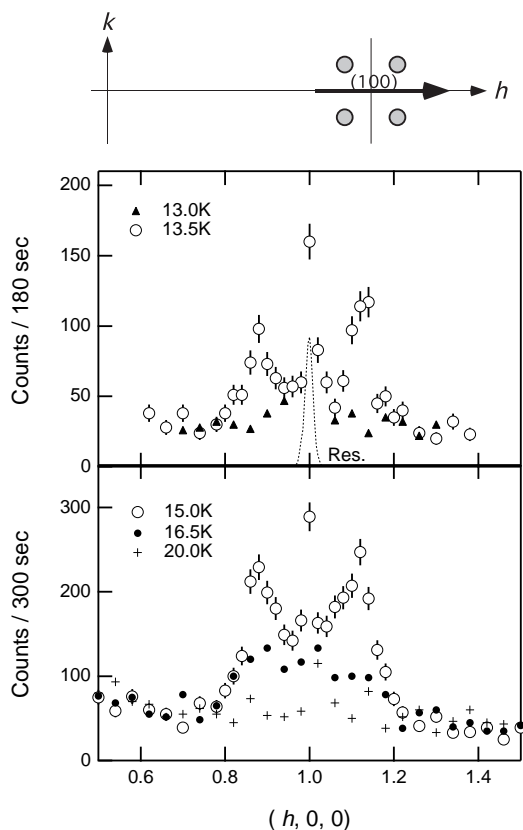 k
(100)
h
200
150
100
50
0
Counts / 180 sec
13.0K
13.5K
Res.
300
200
100
0
Counts / 300 sec
15.0K
16.5K
20.0K
0.6 0.8 1.0 1.2 1.4
( h, 0, 0)